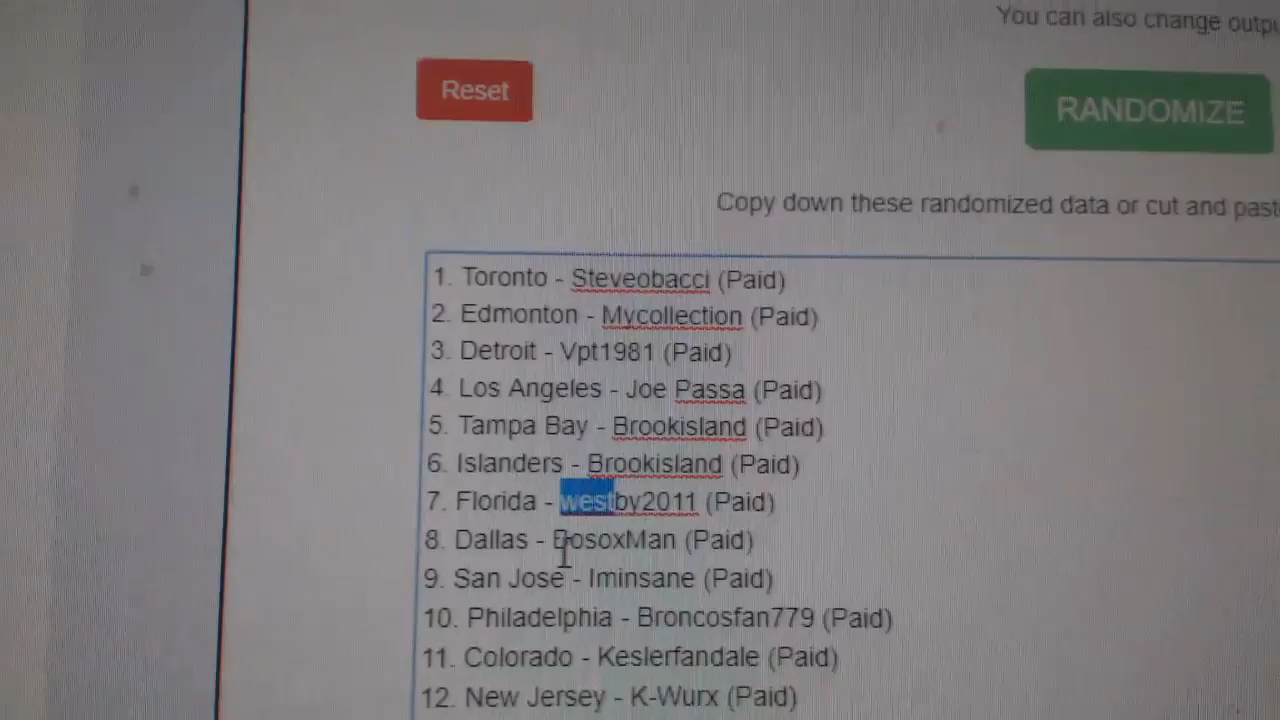 You can also change outpu
Reset
RANDOMIZE
Copy down these randomized data or cut and past
1. Toronto - Steveobacci (Paid)
2. Edmonton - Mvcollection (Paid)
3. Detroit - Vpt1981 (Paid)
4. Los Angeles - Joe Passa (Paid)
5. Tampa Bay - Brookisland (Paid)
6. Islanders - Brookisland (Paid)
7. Florida - westby2011 (Paid)
8. Dallas - BosoxMan (Paid)
9. San Jose - Iminsane (Paid)
10. Philadelphia - Broncosfan779 (Paid)
11. Colorado - Keslerfandale (Paid)
12. New Jersey - K-Wurx (Paid)